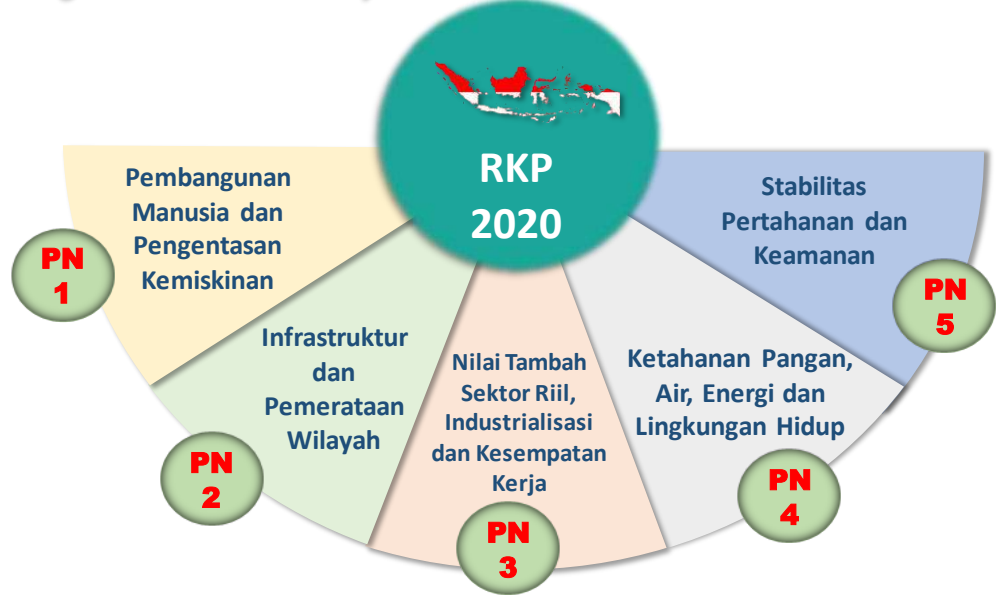 RKP
2020
Pembangunan
Manusia dan
Pengentasan
Kemiskinan
PN
1
Infrastruktur
dan
Pemerataan
Wilayah
PN
2
Nilai Tambah
Sektor Riil,
Industrialisasi
dan Kesempatan
Kerja
PN
3
Ketahanan Pangan,
Air, Energi dan
Lingkungan Hidup
PN
4
Stabilitas
Pertahanan dan
Keamanan
PN
5